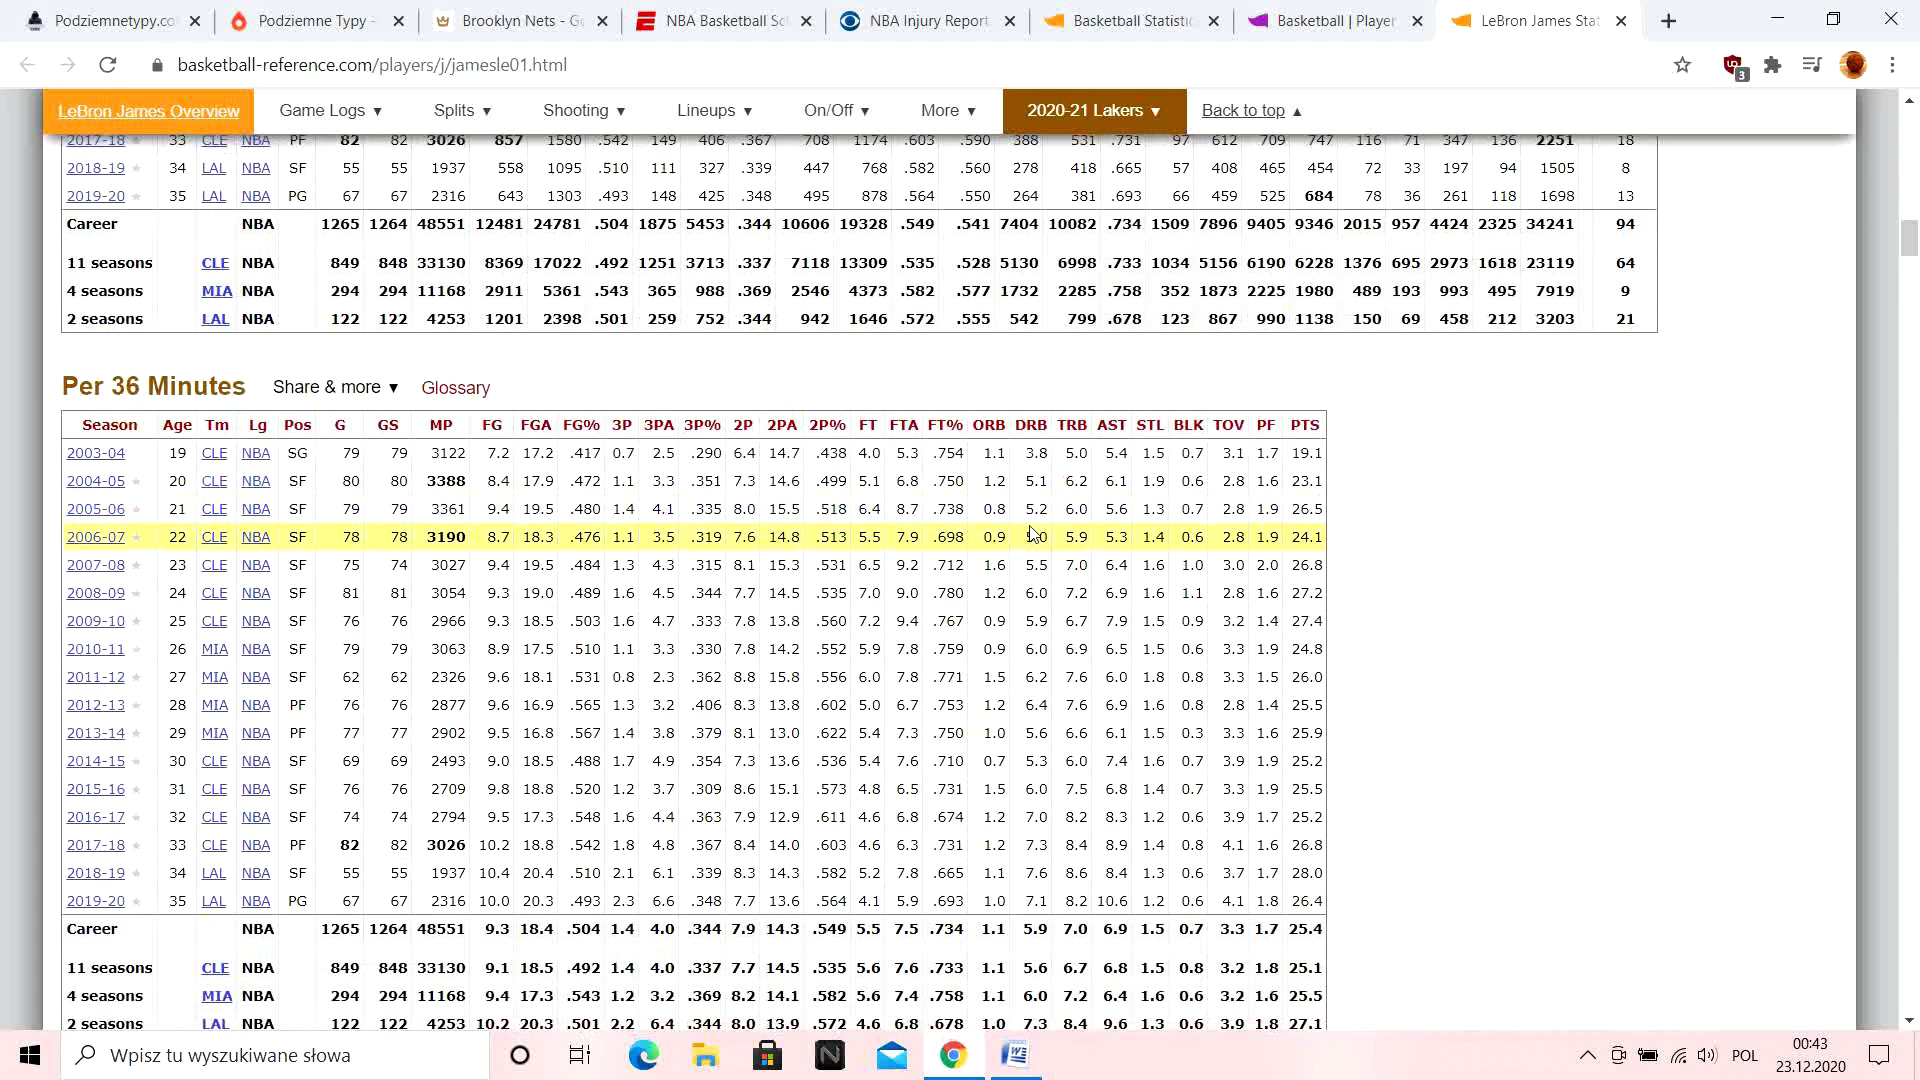 Podziemnetypy.co
Podziemne Typy -
Brooklyn Nets - G
NBA Basketball Sc
NBA Injury Report
Basketball Statistic
Basketball | Player
LeBron James Stat
basketball-reference.com/players/j/jamesle01.html
3
LeBron James Overview Game Logs ▼ Splits ▼ Shooting ▼ Lineups ▼ On/Off ▼ More ▼ 2020-21 Lakers ▼ Back to top ▲
2017-18 33 CLE NBA PF 82 82 3026 857 1580 .542 149 406 .367 708 1174 .603 .590 388 531 .731 97 612 709 747 116 71 347 136 2251 18
2018-19 34 LAL NBA SF 55 55 1937 558 1095 .510 111 327 .339 447 768 .582 .560 278 418 .665 57 408 465 454 72 33 197 94 1505 8
2019-20 35 LAL NBA PG 67 67 2316 643 1303 .493 148 425 .348 495 878 .564 .550 264 381 .693 66 459 525 684 78 36 261 118 1698 13
Career NBA 1265 1264 48551 12481 24781 .504 1875 5453 .344 10606 19328 .549 .541 7404 10082 .734 1509 7896 9405 9346 2015 957 4424 2325 34241 94
11 seasons CLE NBA 849 848 33130 8369 17022 .492 1251 3713 .337 7118 13309 .535 .528 5130 6998 .733 1034 5156 6190 6228 1376 695 2973 1618 23119 64
4 seasons MIA NBA 294 294 11168 2911 5361 .543 365 988 .369 2546 4373 .582 .577 1732 2285 .758 352 1873 2225 1980 489 193 993 495 7919 9
2 seasons LAL NBA 122 122 4253 1201 2398 .501 259 752 .344 942 1646 .572 .555 542 799 .678 123 867 990 1138 150 69 458 212 3203 21
Per 36 Minutes Share & more ▼ Glossary
Season Age Tm Lg Pos G GS MP FG FGA FG% 3P 3PA 3P% 2P 2PA 2P% FT FTA FT% ORB DRB TRB AST STL BLK TOV PF PTS
2003-04 19 CLE NBA SG 79 79 3122 7.2 17.2 .417 0.7 2.5 .290 6.4 14.7 .438 4.0 5.3 .754 1.1 3.8 5.0 5.4 1.5 0.7 3.1 1.7 19.1
2004-05 20 CLE NBA SF 80 80 3388 8.4 17.9 .472 1.1 3.3 .351 7.3 14.6 .499 5.1 6.8 .750 1.2 5.1 6.2 6.1 1.9 0.6 2.8 1.6 23.1
2005-06 21 CLE NBA SF 79 79 3361 9.4 19.5 .480 1.4 4.1 .335 8.0 15.5 .518 6.4 8.7 .738 0.8 5.2 6.0 5.6 1.3 0.7 2.8 1.9 26.5
2006-07 22 CLE NBA SF 78 78 3190 8.7 18.3 .476 1.1 3.5 .319 7.6 14.8 .513 5.5 7.9 .698 0.9 5.9 5.3 1.4 0.6 2.8 1.9 24.1
2007-08 23 CLE NBA SF 75 74 3027 9.4 19.5 .484 1.3 4.3 .315 8.1 15.3 .531 6.5 9.2 .712 1.6 5.5 7.0 6.4 1.6 1.0 3.0 2.0 26.8
2008-09 24 CLE NBA SF 81 81 3054 9.3 19.0 .489 1.6 4.5 .344 7.7 14.5 .535 7.0 9.0 .780 1.2 6.0 7.2 6.9 1.6 1.1 2.8 1.6 27.2
2009-10 25 CLE NBA SF 76 76 2966 9.3 18.5 .503 1.6 4.7 .333 7.8 13.8 .560 7.2 9.4 .767 0.9 5.9 6.7 7.9 1.5 0.9 3.2 1.4 27.4
2010-11 26 MIA NBA SF 79 79 3063 8.9 17.5 .510 1.1 3.3 .330 7.8 14.2 .552 5.9 7.8 .759 0.9 6.0 6.9 6.5 1.5 0.6 3.3 1.9 24.8
2011-12 27 MIA NBA SF 62 62 2326 9.6 18.1 .531 0.8 2.3 .362 8.8 15.8 .556 6.0 7.8 .771 1.5 6.2 7.6 6.0 1.8 0.8 3.3 1.5 26.0
2012-13 28 MIA NBA PF 76 76 2877 9.6 16.9 .565 1.3 3.2 .406 8.3 13.8 .602 5.0 6.7 .753 1.2 6.4 7.6 6.9 1.6 0.8 2.8 1.4 25.5
2013-14 29 MIA NBA PF 77 77 2902 9.5 16.8 .567 1.4 3.8 .379 8.1 13.0 .622 5.4 7.3 .750 1.0 5.6 6.6 6.1 1.5 0.3 3.3 1.6 25.9
2014-15 30 CLE NBA SF 69 69 2493 9.0 18.5 .488 1.7 4.9 .354 7.3 13.6 .536 5.4 7.6 .710 0.7 5.3 6.0 7.4 1.6 0.7 3.9 1.9 25.2
2015-16 31 CLE NBA SF 76 76 2709 9.8 18.8 .520 1.2 3.7 .309 8.6 15.1 .573 4.8 6.5 .731 1.5 6.0 7.5 6.8 1.4 0.7 3.3 1.9 25.5
2016-17 32 CLE NBA SF 74 74 2794 9.5 17.3 .548 1.6 4.4 .363 7.9 12.9 .611 4.6 6.8 .674 1.2 7.0 8.2 8.3 1.2 0.6 3.9 1.7 25.2
2017-18 33 CLE NBA PF 82 82 3026 10.2 18.8 .542 1.8 4.8 .367 8.4 14.0 .603 4.6 6.3 .731 1.2 7.3 8.4 8.9 1.4 0.8 4.1 1.6 26.8
2018-19 34 LAL NBA SF 55 55 1937 10.4 20.4 .510 2.1 6.1 .339 8.3 14.3 .582 5.2 7.8 .665 1.1 7.6 8.6 8.4 1.3 0.6 3.7 1.7 28.0
2019-20 35 LAL NBA PG 67 67 2316 10.0 20.3 .493 2.3 6.6 .348 7.7 13.6 .564 4.1 5.9 .693 1.0 7.1 8.2 10.6 1.2 0.6 4.1 1.8 26.4
Career NBA 1265 1264 48551 9.3 18.4 .504 1.4 4.0 .344 7.9 14.3 .549 5.5 7.5 .734 1.1 5.9 7.0 6.9 1.5 0.7 3.3 1.7 25.4
11 seasons CLE NBA 849 848 33130 9.1 18.5 .492 1.4 4.0 .337 7.7 14.5 .535 5.6 7.6 .733 1.1 5.6 6.7 6.8 1.5 0.8 3.2 1.8 25.1
4 seasons MIA NBA 294 294 11168 9.4 17.3 .543 1.2 3.2 .369 8.2 14.1 .582 5.6 7.4 .758 1.1 6.0 7.2 6.4 1.6 0.6 3.2 1.6 25.5
2 seasons LAL NBA 122 122 4253 10.2 20.3 .501 2.2 6.4 .344 8.0 13.9 .572 4.6 6.8 .678 1.0 7.3 8.4 9.6 1.3 0.6 3.9 1.8 27.1
Wpisz tu wyszukiwane słowa
POL
00:43
23.12.2020